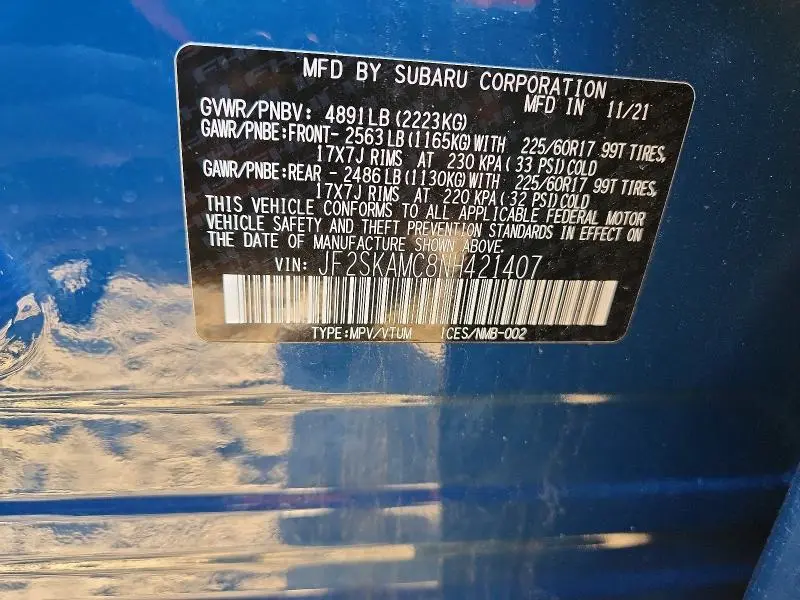 MFD BY SUBARU CORPORATION
MFD IN 11/21
GVWR/PNBV: 4891LB(2223KG)
GAWR/PNBE:FRONT- 2563LB(1165KG)WITH 225/60R17 99T TIRES,
17X7J RIMS AT 230 KPA(33 PSI)COLD
GAWR/PNBE:REAR - 2486LB(1130KG)WITH 225/60R17 99T TIRES,
17X7J RIMS AT 220 KPA(32 PSI)COLD
THIS VEHICLE CONFORMS TO ALL APPLICABLE FEDERAL MOTOR
VEHICLE SAFETY AND THEFT PREVENTION STANDARDS IN EFFECT ON
THE DATE OF MANUFACTURE SHOWN ABOVE.
VIN: JF2SKAMC8NH421407
TYPE:MPV/VTUM ICES/NMB-002